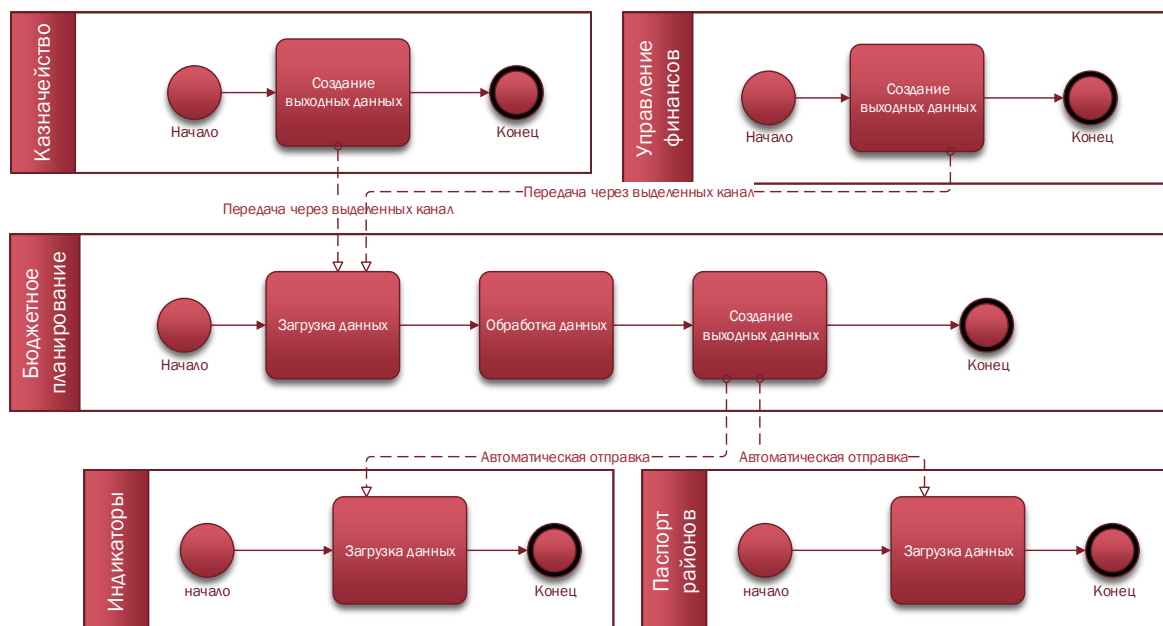 Казначейство
Начало
Создание
выходных данных
Конец
Управление
финансов
Начало
Создание
выходных данных
Конец
Передача через выделенных канал
Передача через выделенных канал
Бюджетное
планирование
Начало
Загрузка данных
Обработка данных
Создание
выходных данных
Конец
Автоматическая отправка
Автоматическая отправка
Индикаторы
начало
Загрузка данных
Конец
Паспорт
районов
начало
Загрузка данных
Конец